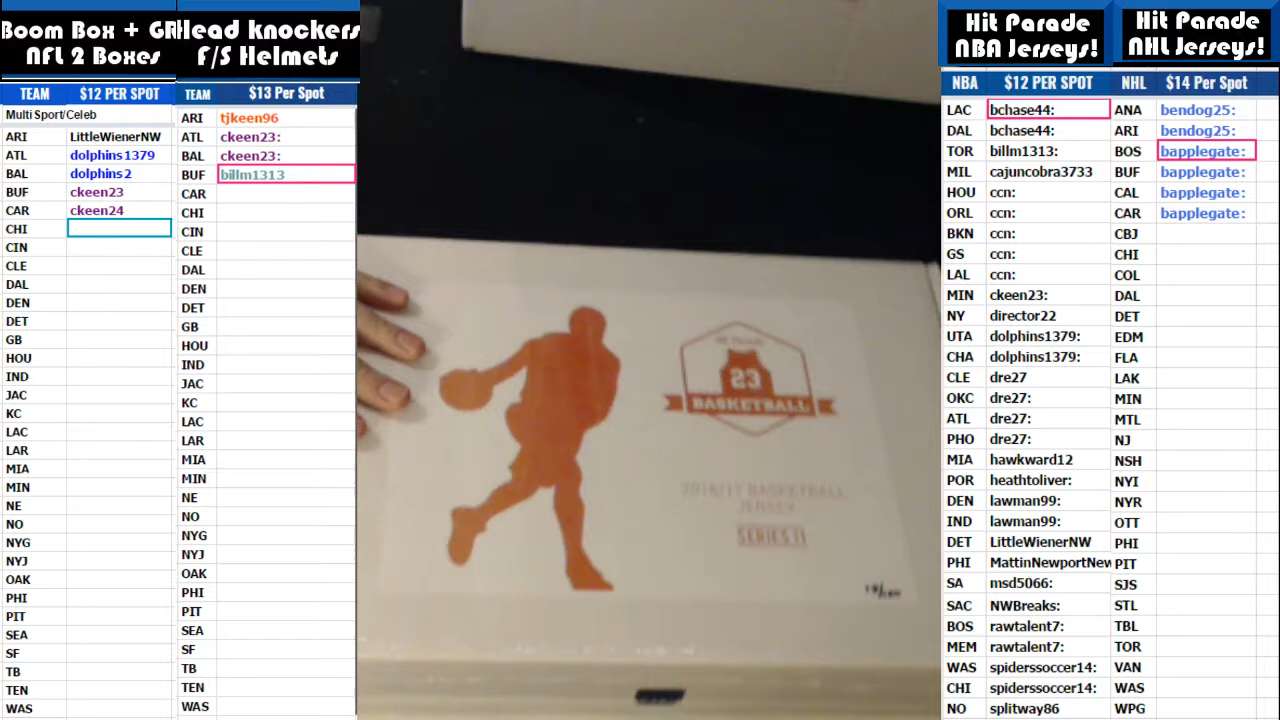 Boom Box + GR
NFL 2 Boxes
TEAM $12 PER SPOT
Multi Sport/Celeb
ARI LittleWienerNW
ATL dolphins1379
BAL dolphins2
BUF ckeen23
CAR ckeen24
CHI
CIN
CLE
DAL
DEN
DET
GB
HOU
IND
JAC
KC
LAC
LAR
MIA
MIN
NE
NO
NYG
NYJ
OAK
PHI
PIT
SEA
SF
TB
TEN
WAS
Head knockers
F/S Helmets
TEAM $13 Per Spot
ARI tjkeen96
ATL ckeen23:
BAL ckeen23:
BUF billm1313
CAR
CHI
CIN
CLE
DAL
DEN
DET
GB
HOU
IND
JAC
KC
LAC
LAR
MIA
MIN
NE
NO
NYG
NYJ
OAK
PHI
PIT
SEA
SF
TB
TEN
WAS
Hit Parade
23
BASKETBALL
2016/17 BASKETBALL
JERSEY
SERIES 11
Hit Parade
NBA Jerseys!
NBA $12 PER SPOT
LAC bchase44:
DAL bchase44:
TOR billm1313:
MIL cajuncobra3733
HOU ccn:
ORL ccn:
BKN ccn:
GS ccn:
LAL ccn:
MIN ckeen23:
NY director22
UTA dolphins1379:
CHA dolphins1379:
CLE dre27
OKC dre27:
ATL dre27:
PHO dre27:
MIA hawkward12
POR heathtoliver:
DEN lawman99:
IND lawman99:
DET LittleWienerNW
PHI MattinNewportNew
SA msd5066:
SAC NWBreaks:
BOS rawtalent7:
MEM rawtalent7:
WAS spiderssoccer14:
CHI spiderssoccer14:
NO splitway86
Hit Parade
NHL Jerseys!
NHL $14 Per Spot
ANA bendog25:
ARI bendog25:
BOS bapplegate:
BUF bapplegate:
CAL bapplegate:
CAR bapplegate:
CBJ
CHI
COL
DAL
DET
EDM
FLA
LAK
MIN
MTL
NJ
NSH
NYI
NYR
OTT
PHI
PIT
SJS
STL
TBL
TOR
VAN
WAS
WPG